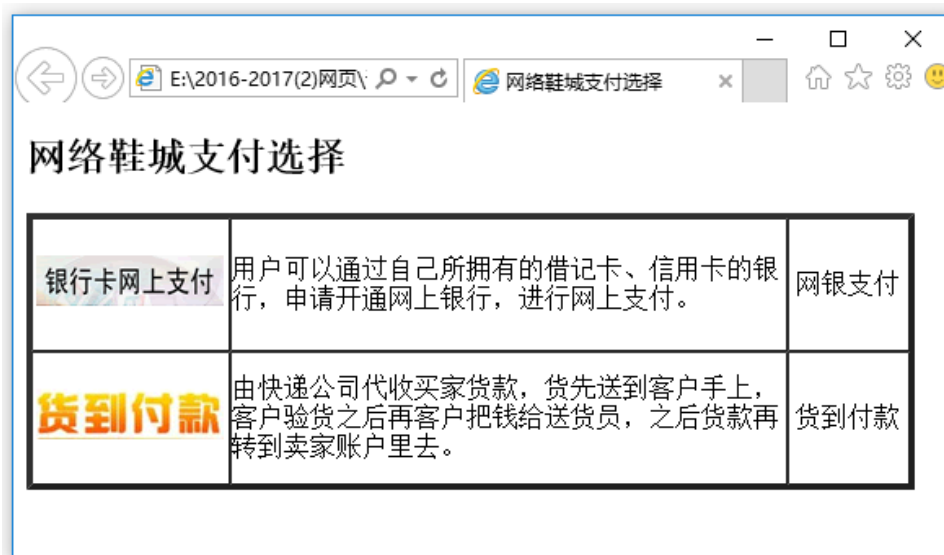 E:\2016-2017(2)网页\
网络鞋城支付选择
网络鞋城支付选择
银行卡网上支付
用户可以通过自己所拥有的借记卡、信用卡的银
行，申请开通网上银行，进行网上支付。
网银支付
货到付款
由快递公司代收买家货款，货先送到客户手上，
客户验货之后再客户把钱给送货员，之后货款再
转到卖家账户里去。
货到付款